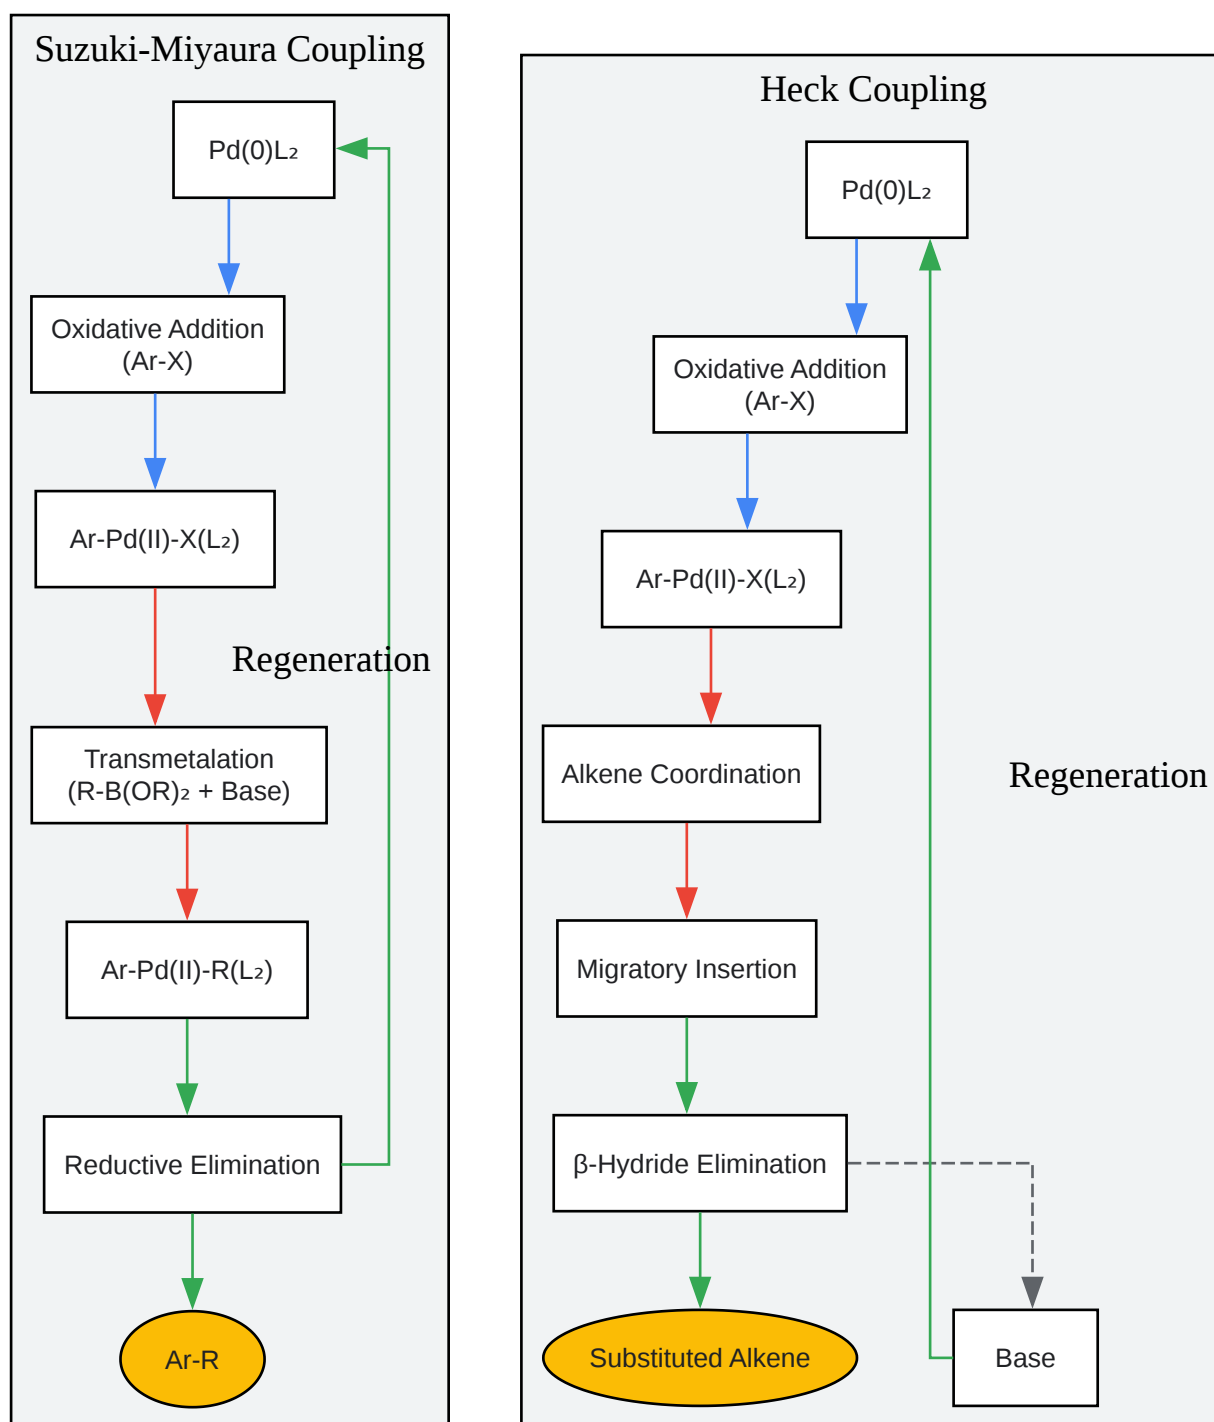 Suzuki-Miyaura Coupling
Pd(0)L₂
Oxidative Addition
(Ar-X)
Ar-Pd(II)-X(L₂)
Regeneration
Transmetalation
(R-B(OR)₂ + Base)
Ar-Pd(II)-R(L₂)
Reductive Elimination
Ar-R
Heck Coupling
Pd(0)L₂
Oxidative Addition
(Ar-X)
Ar-Pd(II)-X(L₂)
Alkene Coordination
Regeneration
Migratory Insertion
β-Hydride Elimination
Substituted Alkene
Base